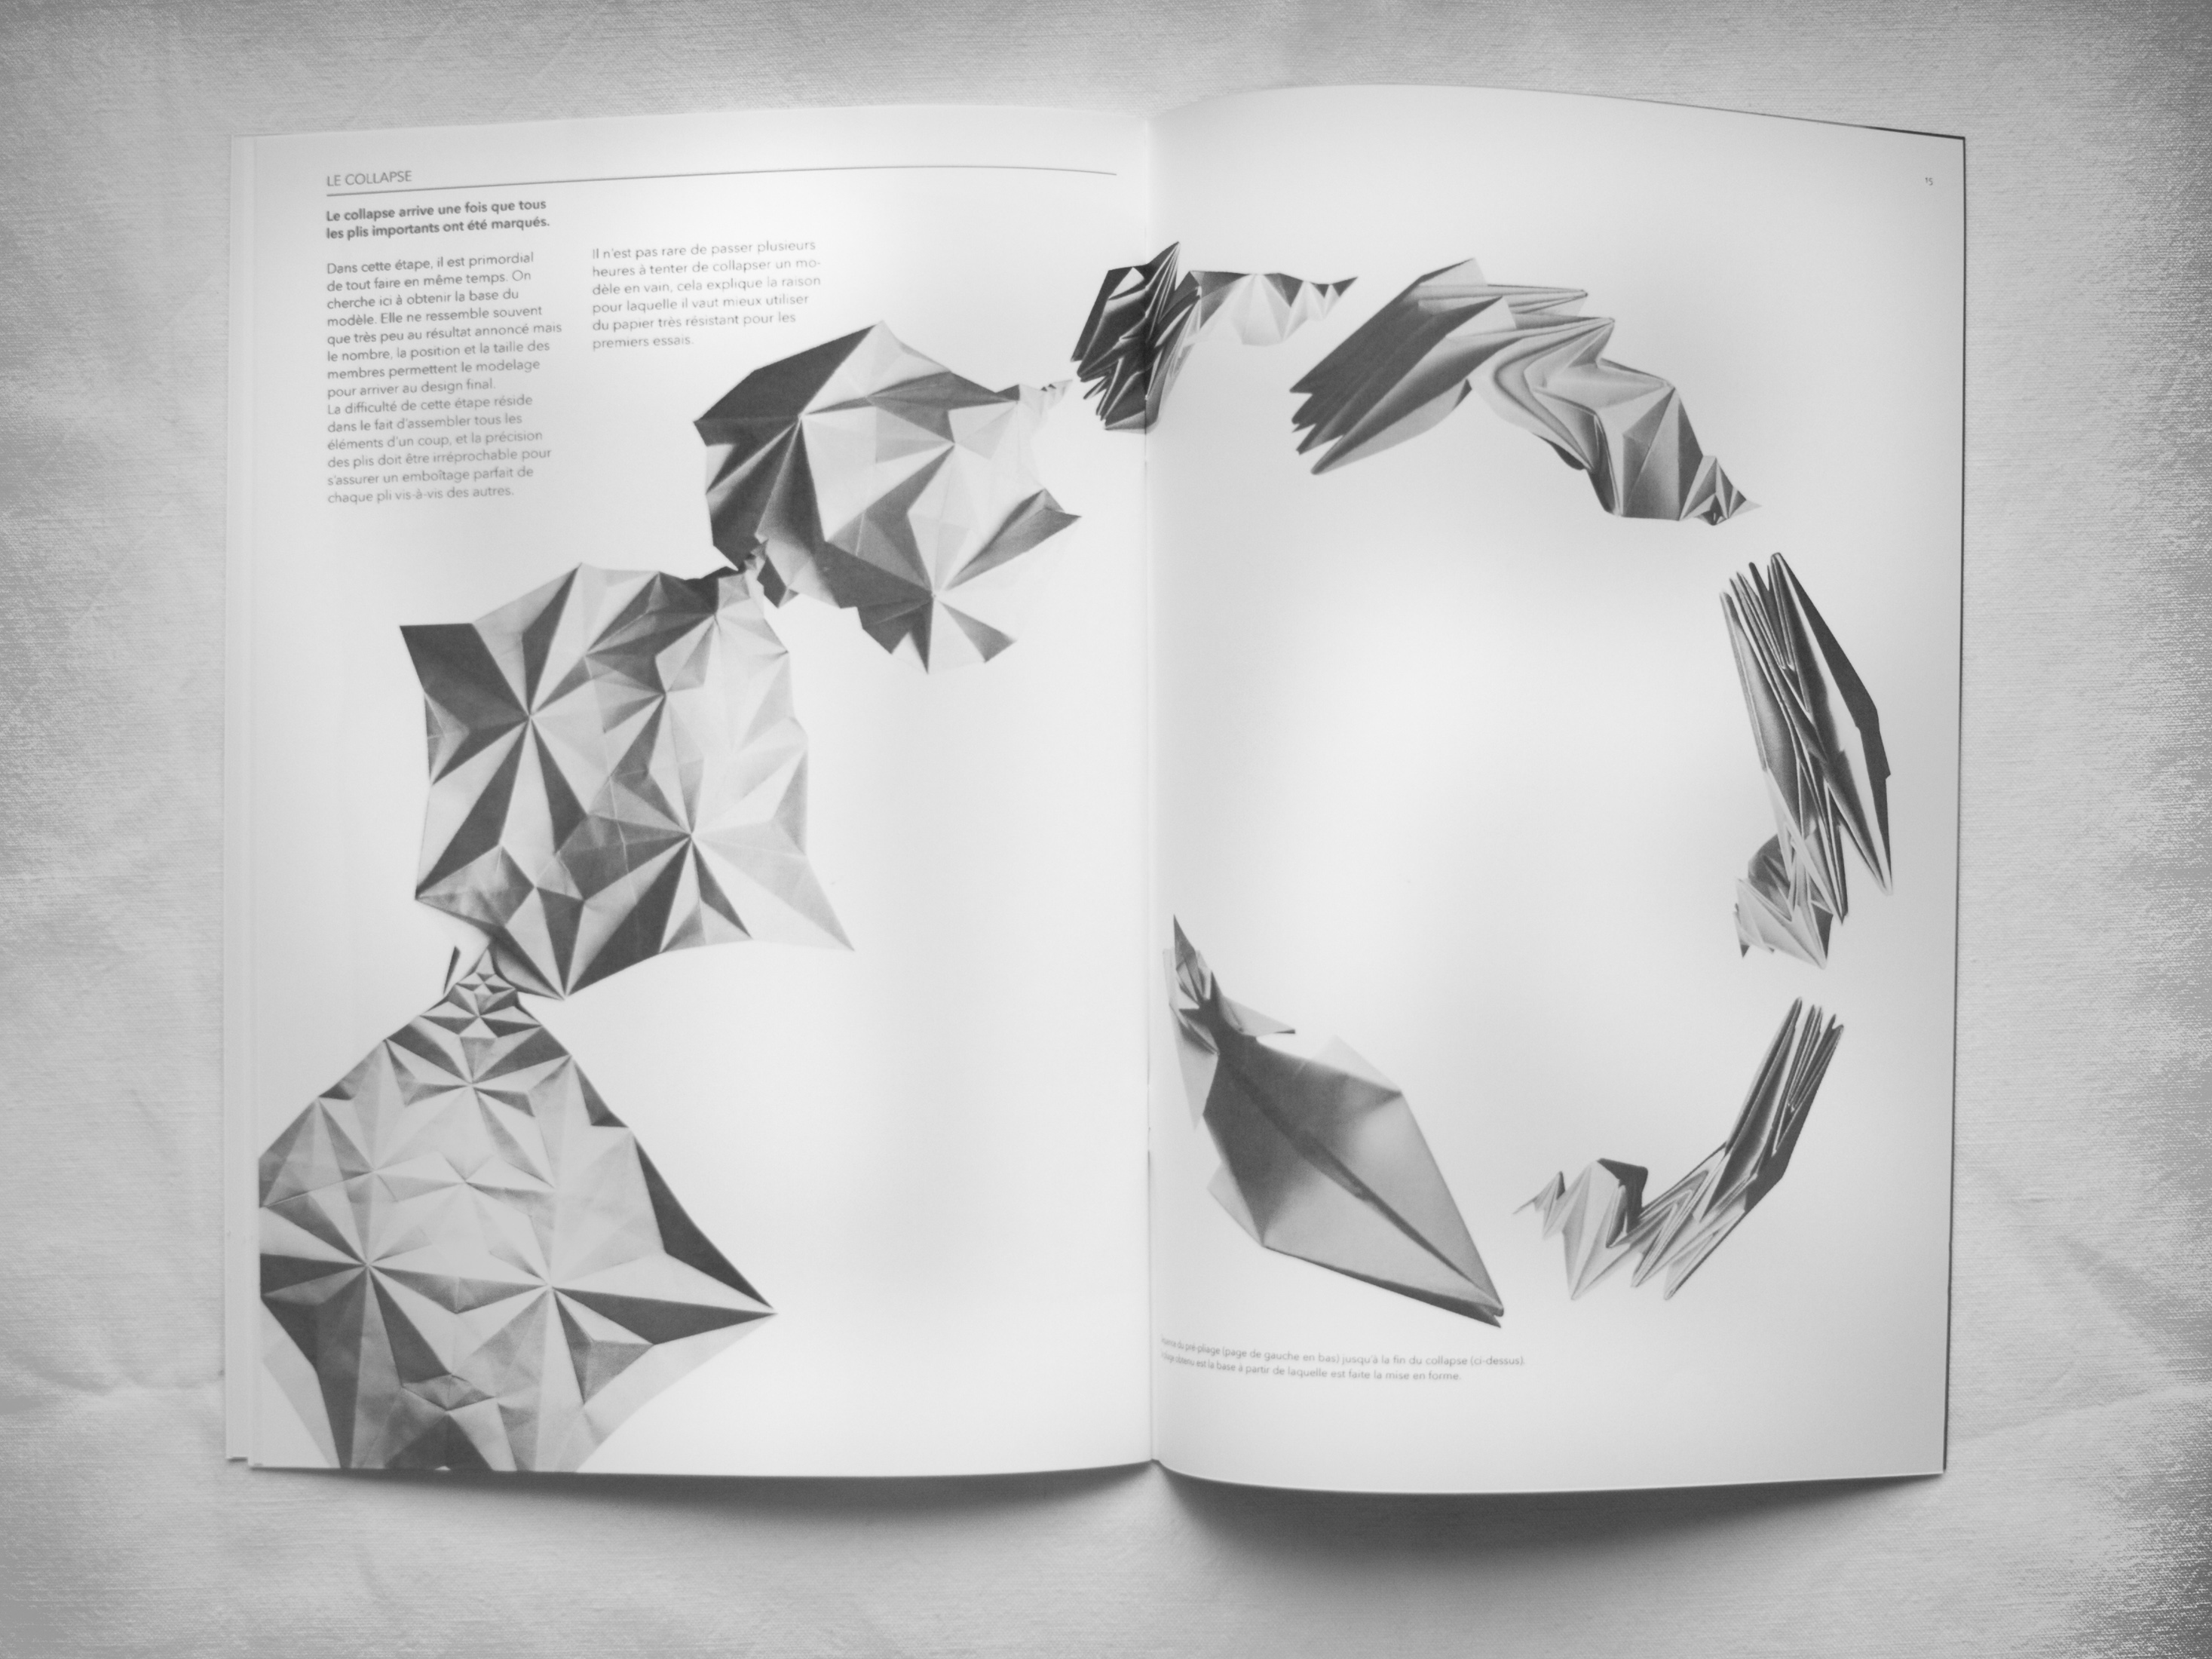 LE COLLAPSE
Le collapse arrive une fois que tous
les plis importants ont été marqués.
Dans cette étape, il est primordial
de tout faire en même temps. On
cherche ici à obtenir la base du
modèle. Elle ne ressemble souvent
que très peu au résultat annoncé mais
le nombre, la position et la taille des
membres permettent le modelage
pour arriver au design final.
La difficulté de cette étape réside
dans le fait d'assembler tous les
éléments d'un coup, et la précision
des plis doit être irréprochable pour
s'assurer un emboîtage parfait de
chaque pli vis-à-vis des autres.
Il n'est pas rare de passer plusieurs
heures à tenter de collapser un mo-
dèle en vain, cela explique la raison
pour laquelle il vaut mieux utiliser
du papier très résistant pour les
premiers essais.
15
du pré-pliage (page de gauche en bas) jusqu'à la fin du collapse (ci-dessus).
obtenu est la base à partir de laquelle est faite la mise en forme.